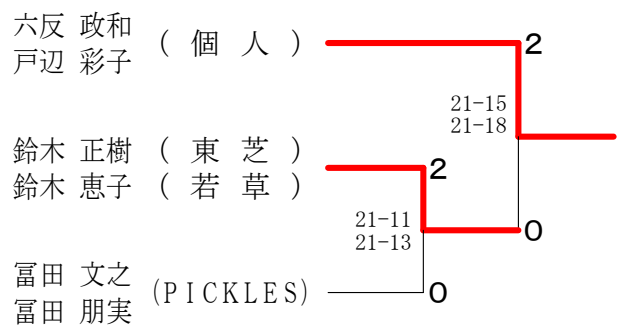 六反 政和
戸辺 彩子
( 個 人 )
2
21-15
21-18
鈴木 正樹 ( 東 芝 )
鈴木 恵子 ( 若 草 )
2
21-11
21-13
0
冨田 文之
冨田 朋実
(PICKLES)
0